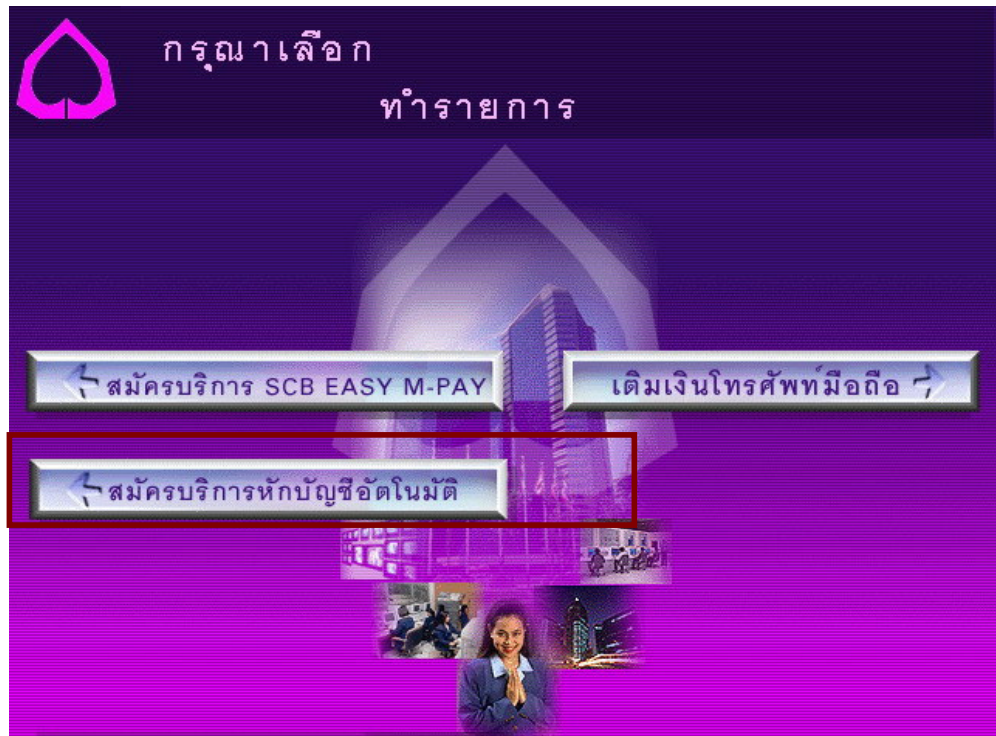 กรุณาเลือก
ทำรายการ
สมัครบริการ SCB EASY M-PAY
เติมเงินโทรศัพท์มือถือ
สมัครบริการหักบัญชีอัตโนมัติ